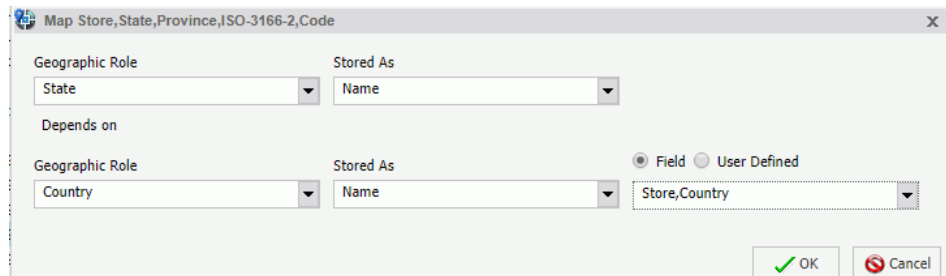 Map Store,State,Province,ISO-3166-2,Code x
Geographic Role Stored As
State Name
Depends on
Geographic Role Stored As Field User Defined
Country Name Store,Country
OK Cancel